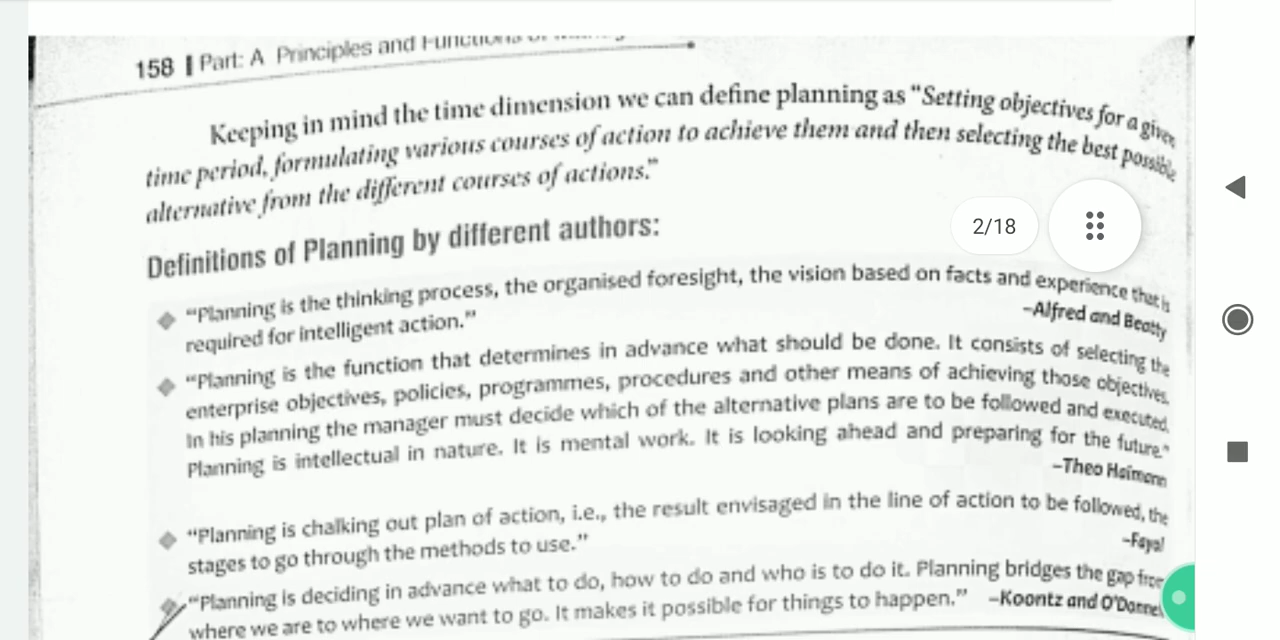 158 | Part: A Principles and Functions of
Keeping in mind the time dimension we can define planning as "Setting objectives for a given
time period, formulating various courses of action to achieve them and then selecting the best possible
alternative from the different courses of actions."
2/18
Definitions of Planning by different authors:
"Planning is the thinking process, the organised foresight, the vision based on facts and experience that is
required for intelligent action."
–Alfred and Beatty
"Planning is the function that determines in advance what should be done. It consists of selecting the
enterprise objectives, policies, programmes, procedures and other means of achieving those objectives.
In his planning the manager must decide which of the alternative plans are to be followed and executed.
Planning is intellectual in nature. It is mental work. It is looking ahead and preparing for the future."
–Theo Haimann
"Planning is chalking out plan of action, i.e., the result envisaged in the line of action to be followed, the
stages to go through the methods to use."
–Fayal
"Planning is deciding in advance what to do, how to do and who is to do it. Planning bridges the gap from
where we are to where we want to go. It makes it possible for things to happen." –Koontz and O'Donnel